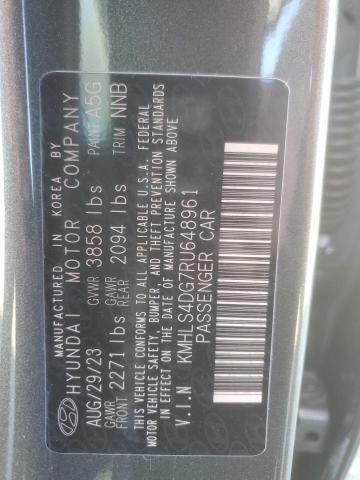 MANUFACTURED IN KOREA BY
HYUNDAI MOTOR COMPANY
AUG/29/23 GVWR 3858 lbs PAINT A5G
GAWR FRONT 2271 lbs GAWR REAR 2094 lbs TRIM NNB
THIS VEHICLE CONFORMS TO ALL APPLICABLE U.S.A. FEDERAL
MOTOR VEHICLE SAFETY, BUMPER, AND THEFT PREVENTION STANDARDS
IN EFFECT ON THE DATE OF MANUFACTURE SHOWN ABOVE
V.I.N KMHLS4DG7RU648961
PASSENGER CAR